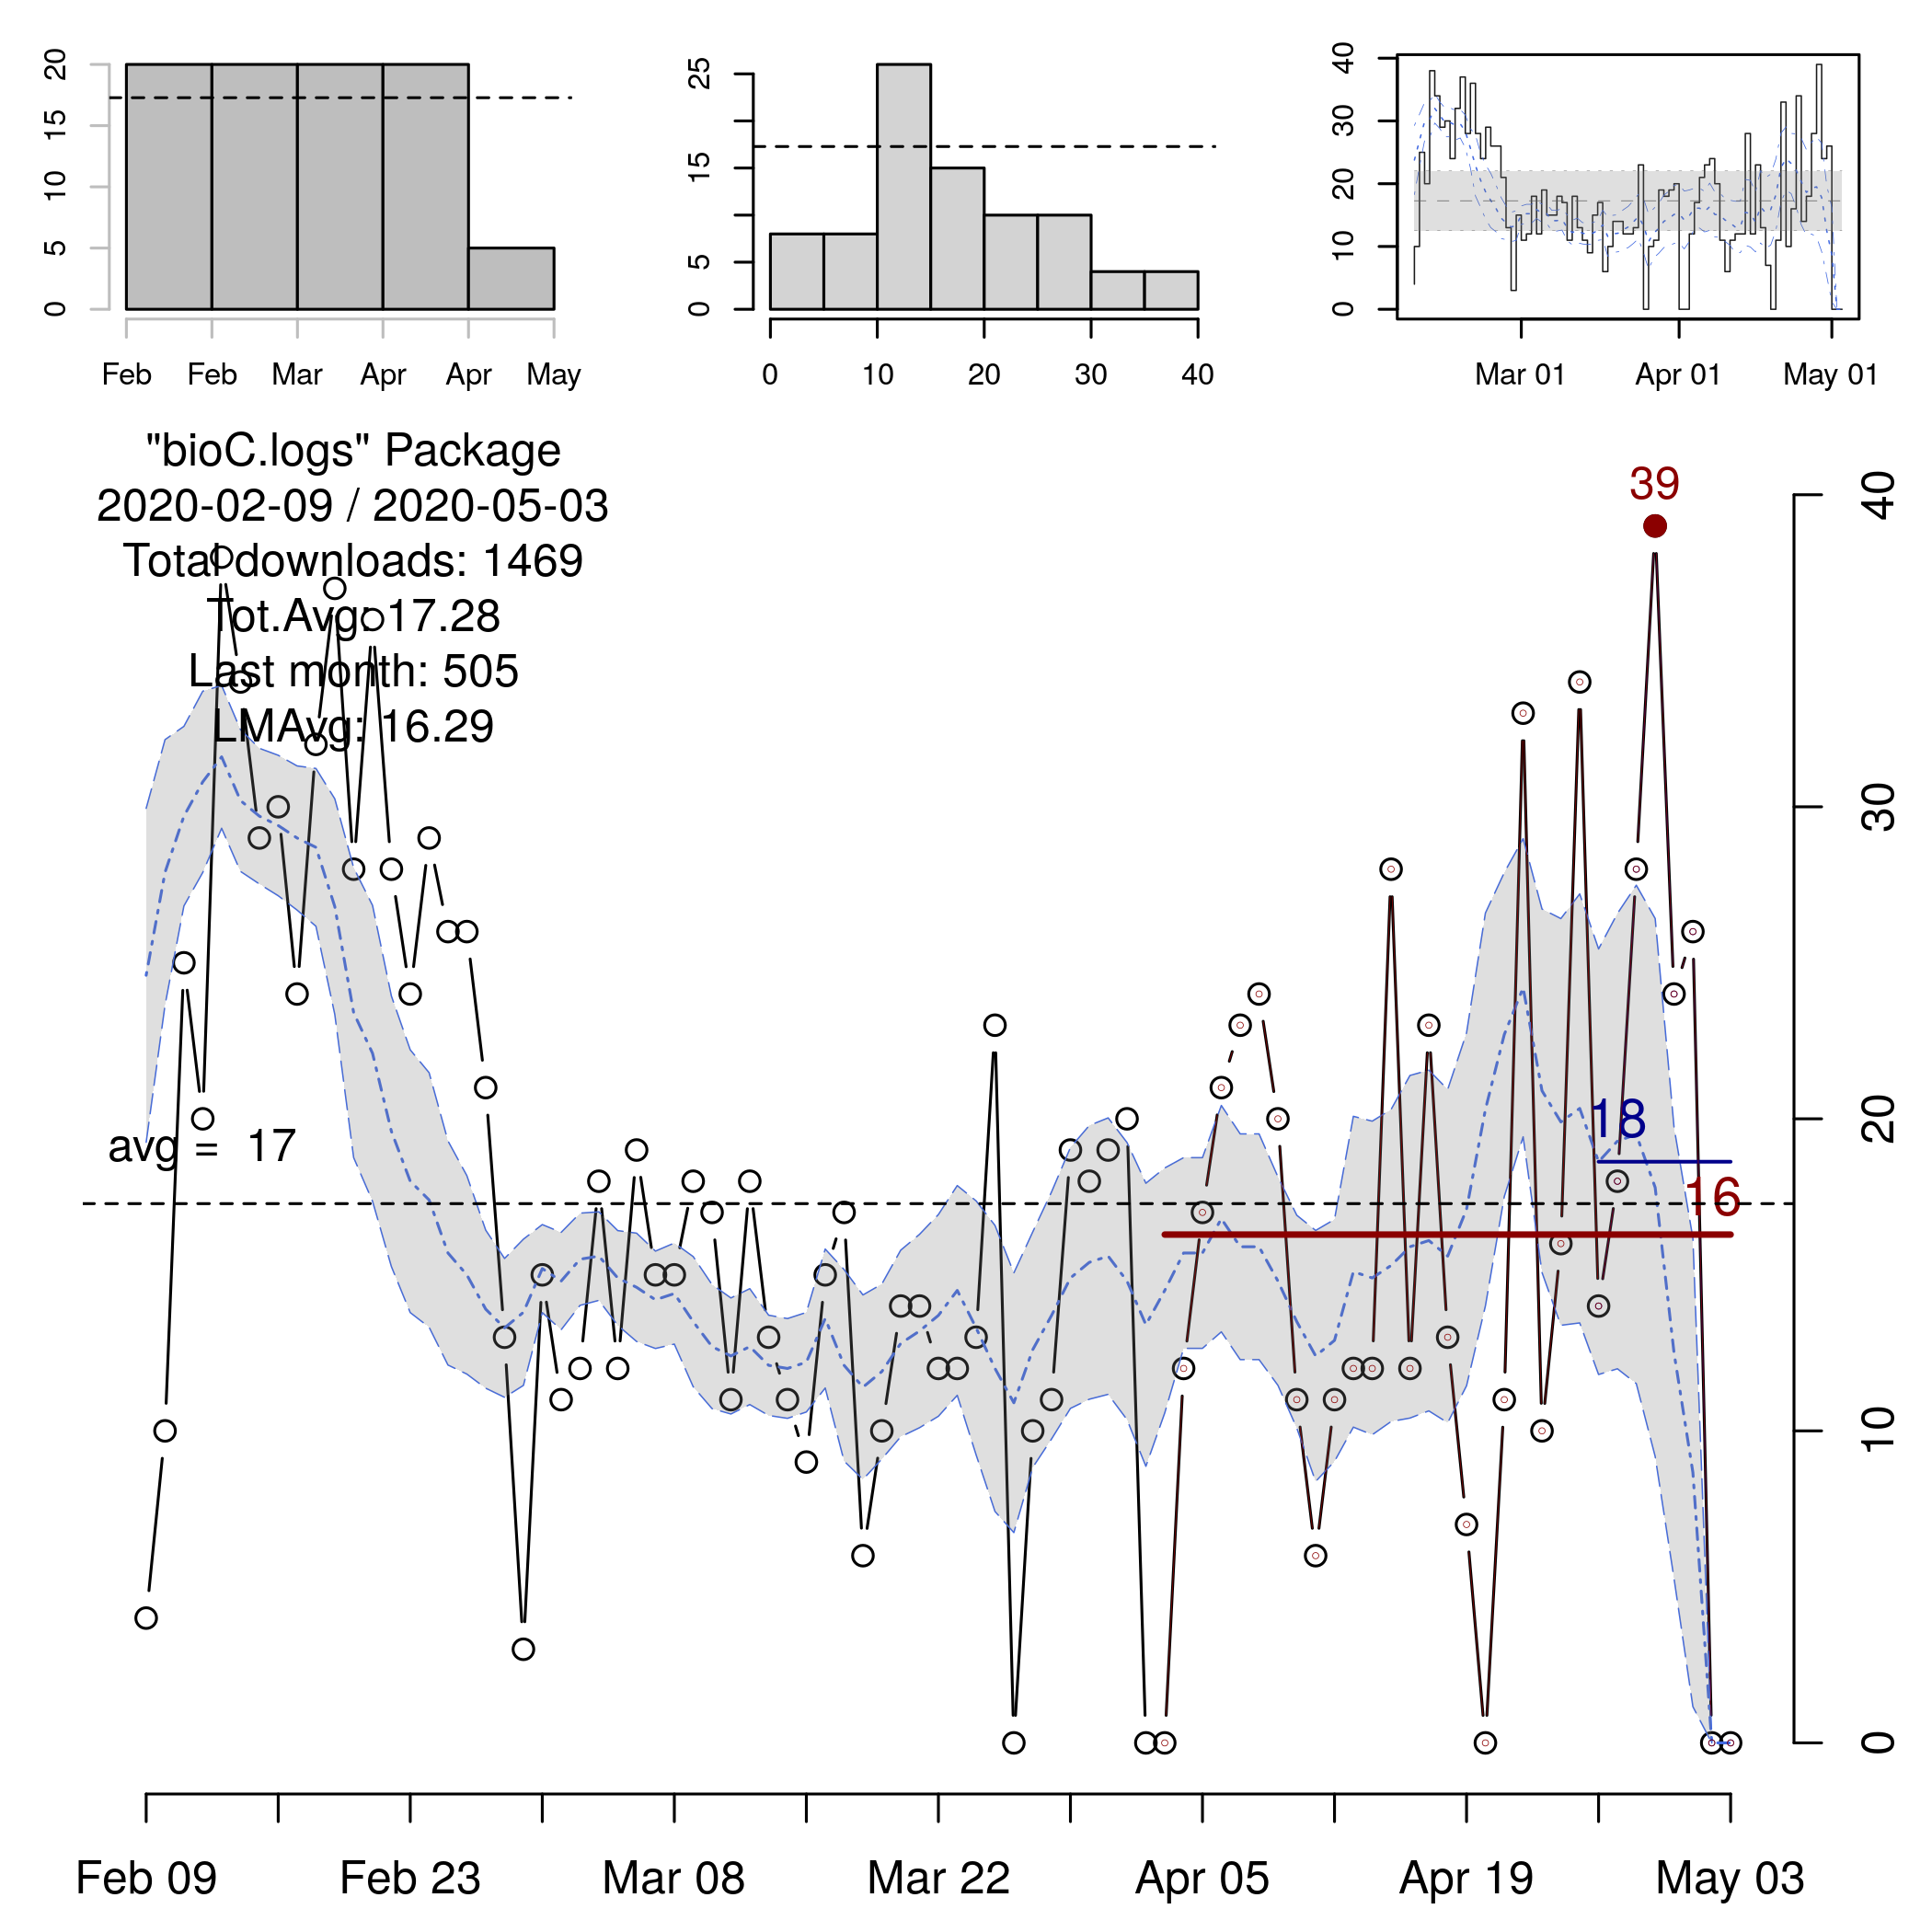 20
15
10
5
0
Feb Feb Mar Apr Apr May
25
15
5
0
0 10 20 30 40
40
30
20
10
0
Mar 01 Apr 01 May 01
"bioC.logs" Package
2020-02-09 / 2020-05-03
Total downloads: 1469
Tot.Avg: 17.28
Last month: 505
LMAvg: 16.29
39
avg = 17
18
16
40
30
20
10
0
Feb 09 Feb 23 Mar 08 Mar 22 Apr 05 Apr 19 May 03